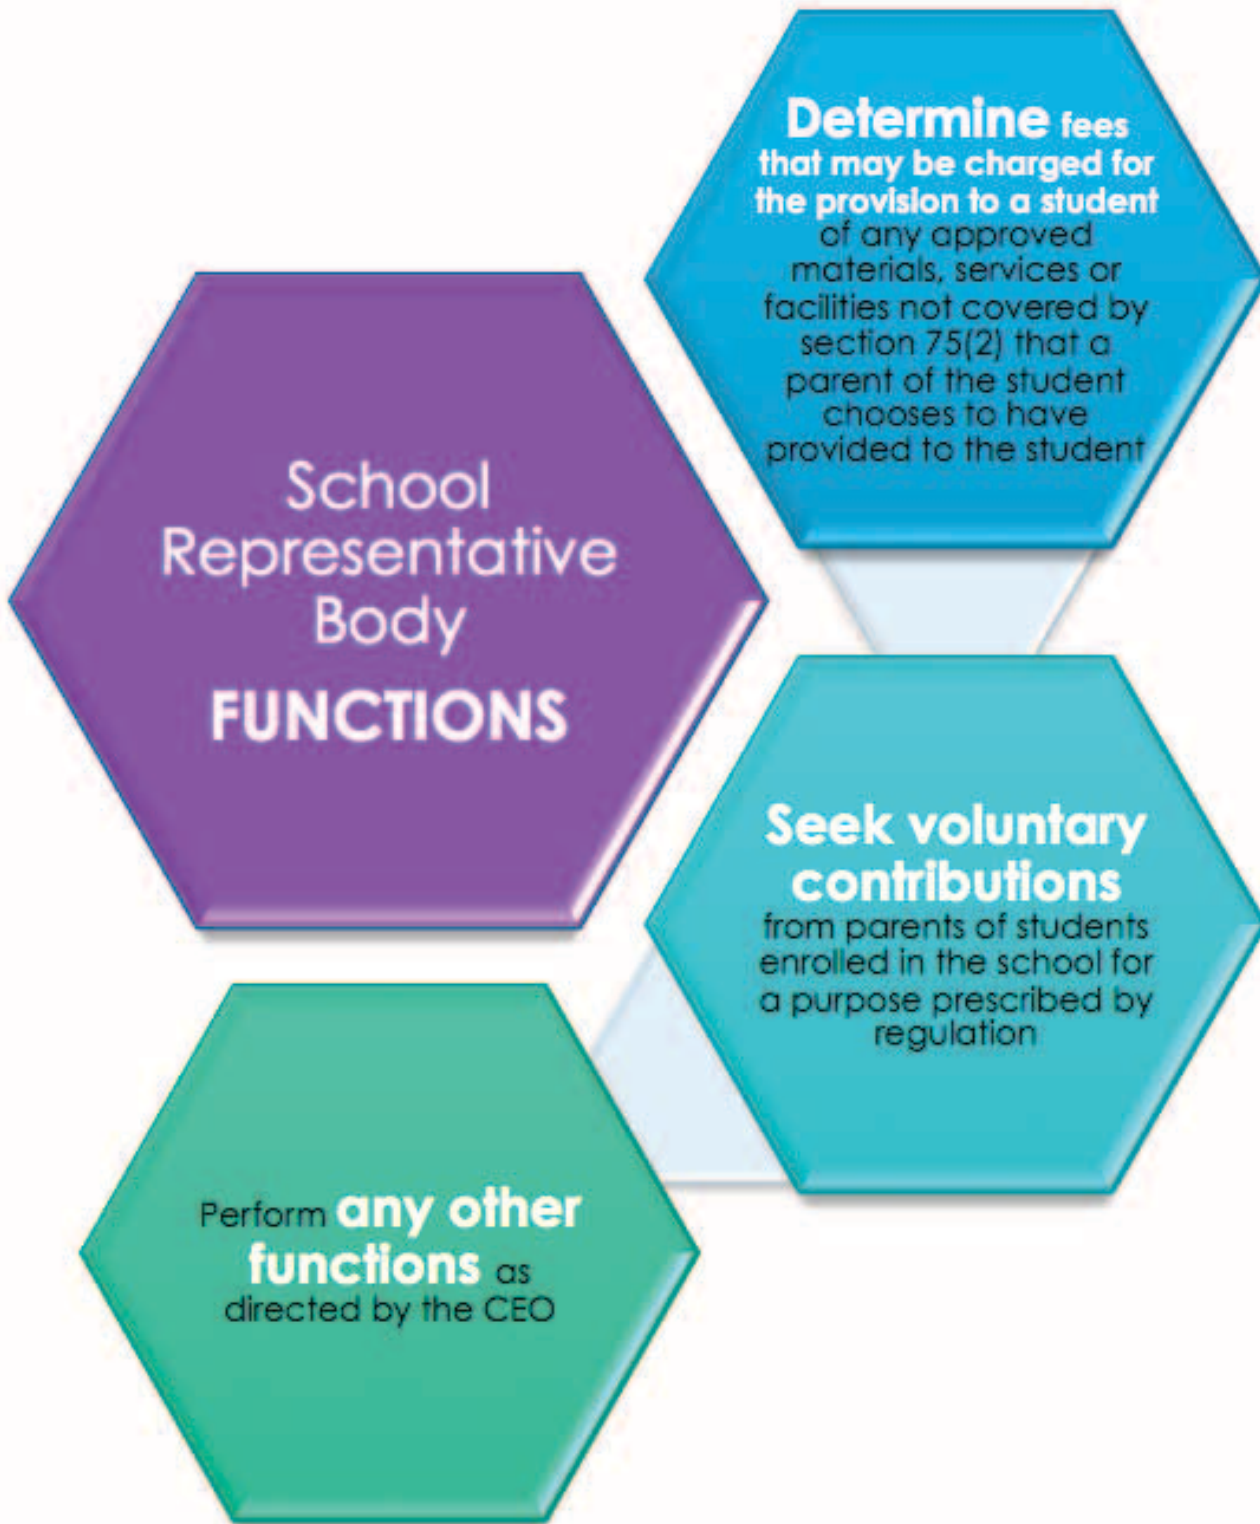 School
Representative
Body
FUNCTIONS
Determine fees
that may be charged for
the provision to a student
of any approved
materials, services or
facilities not covered by
section 75(2) that a
parent of the student
chooses to have
provided to the student
Seek voluntary
contributions
from parents of students
enrolled in the school for
a purpose prescribed by
regulation
Perform any other
functions as
directed by the CEO